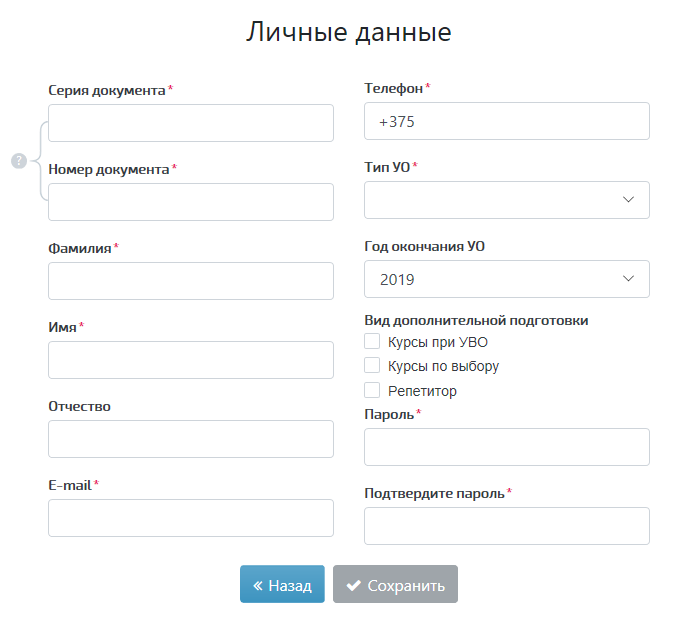 Личные данные
Серия документа*
?
Номер документа*
Фамилия*
Имя*
Отчество
E-mail*
Телефон*
+375
Тип УО*
Год окончания УО
2019
Вид дополнительной подготовки
Курсы при УВО
Курсы по выбору
Репетитор
Пароль*
Подтвердите пароль*
« Назад
Сохранить